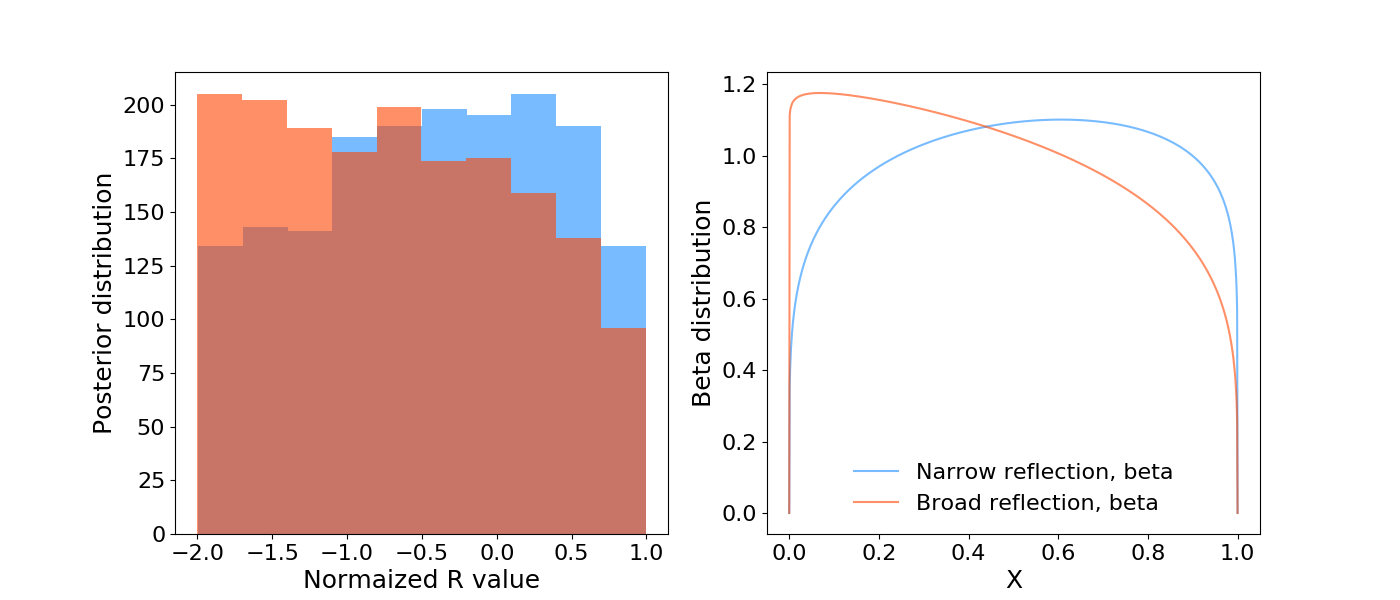 Posterior distribution
200
175
150
125
100
75
50
25
0
−2.0 −1.5 −1.0 −0.5 0.0 0.5 1.0
Normaized R value
Beta distribution
1.2
1.0
0.8
0.6
0.4
0.2
0.0
Narrow reflection, beta
Broad reflection, beta
0.0 0.2 0.4 0.6 0.8 1.0
X